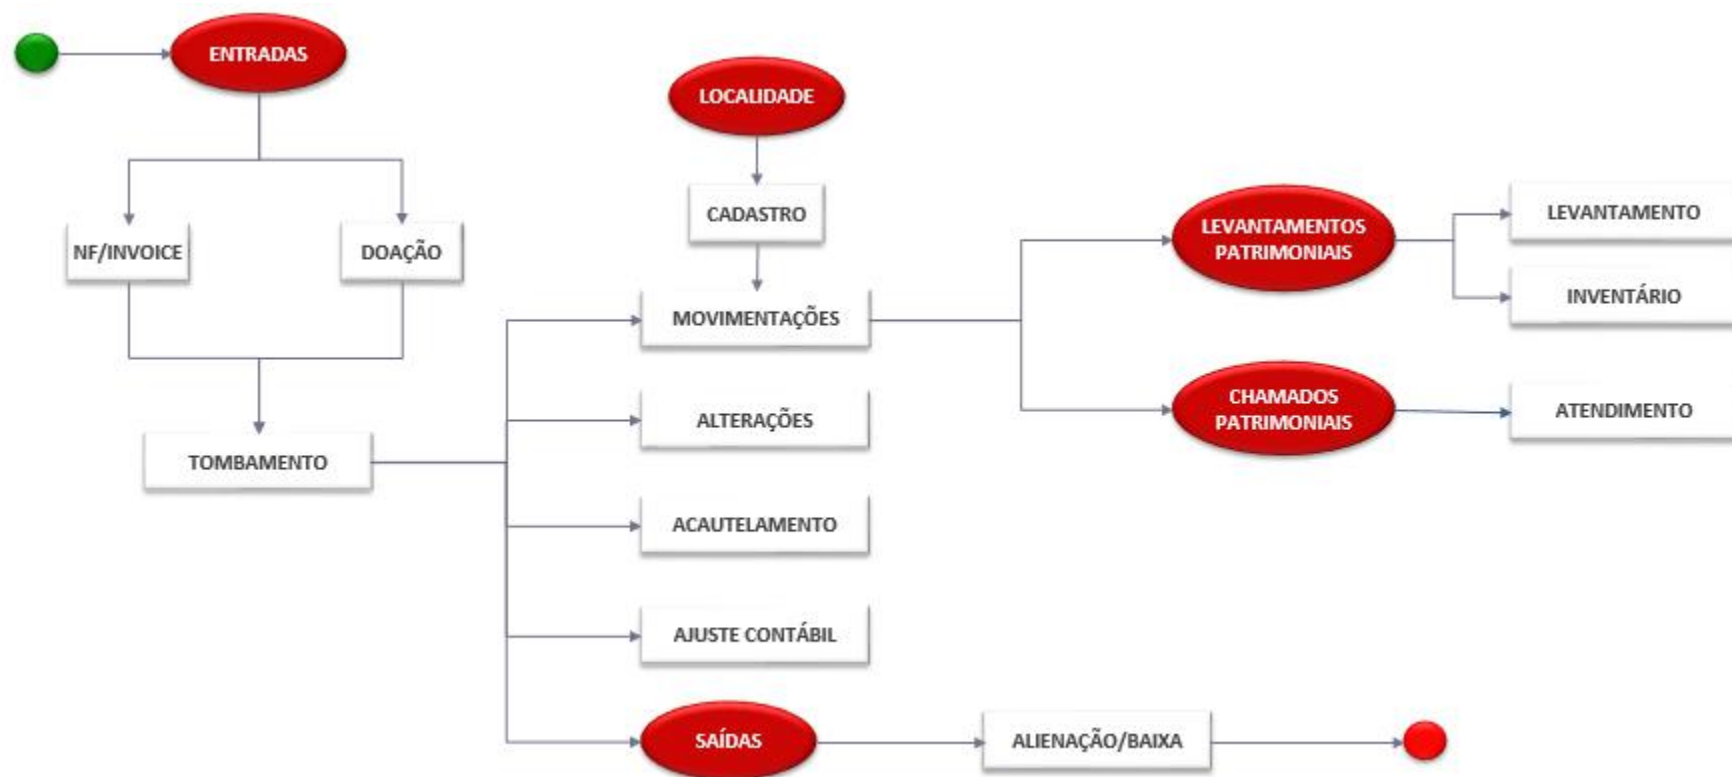 ENTRADAS
LOCALIDADE
NF/INVOICE
DOAÇÃO
CADASTRO
TOMBAMENTO
MOVIMENTAÇÕES
ALTERAÇÕES
ACAUTELAMENTO
AJUSTE CONTÁBIL
SAÍDAS
ALIENAÇÃO/BAIXA
LEVANTAMENTOS
PATRIMONIAIS
LEVANTAMENTO
INVENTÁRIO
CHAMADOS
PATRIMONIAIS
ATENDIMENTO